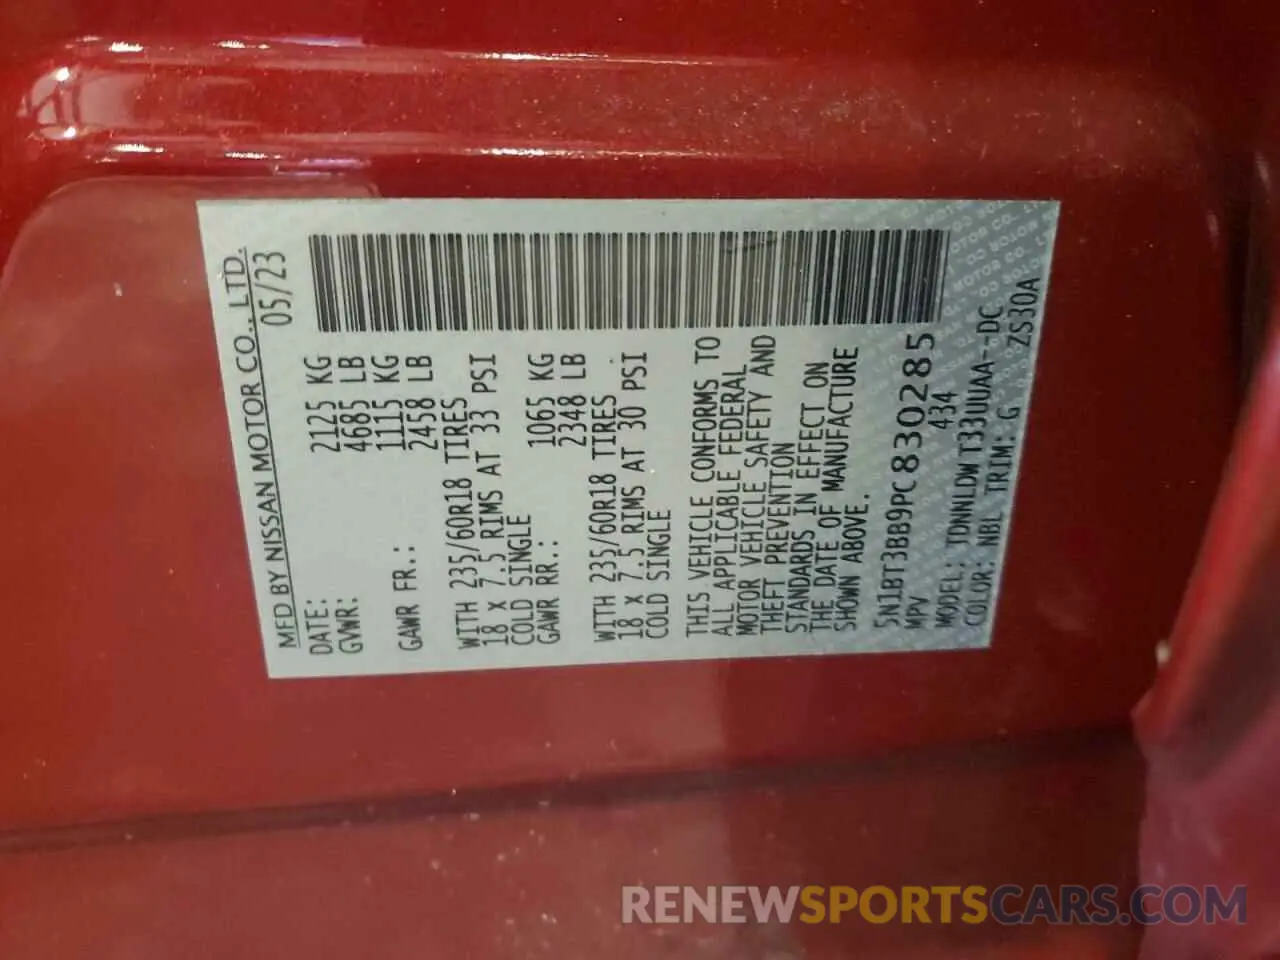 MFD BY NISSAN MOTOR CO., LTD.
DATE: 05/23
GVWR: 2125 KG
4685 LB
GAWR FR.: 1115 KG
2458 LB
WITH 235/60R18 TIRES
18 X 7.5 RIMS AT 33 PSI
COLD SINGLE
GAWR RR.: 1065 KG
2348 LB
WITH 235/60R18 TIRES
18 X 7.5 RIMS AT 30 PSI
COLD SINGLE
THIS VEHICLE CONFORMS TO
ALL APPLICABLE FEDERAL
MOTOR VEHICLE SAFETY AND
THEFT PREVENTION
STANDARDS IN EFFECT ON
THE DATE OF MANUFACTURE
SHOWN ABOVE.
5N1BT3BB9PC830285
MPV 434
MODEL: TDNNLDWT33UUAA--DC
COLOR: NBL TRIM: G ZS30A
RENEWSPORTSCARS.COM